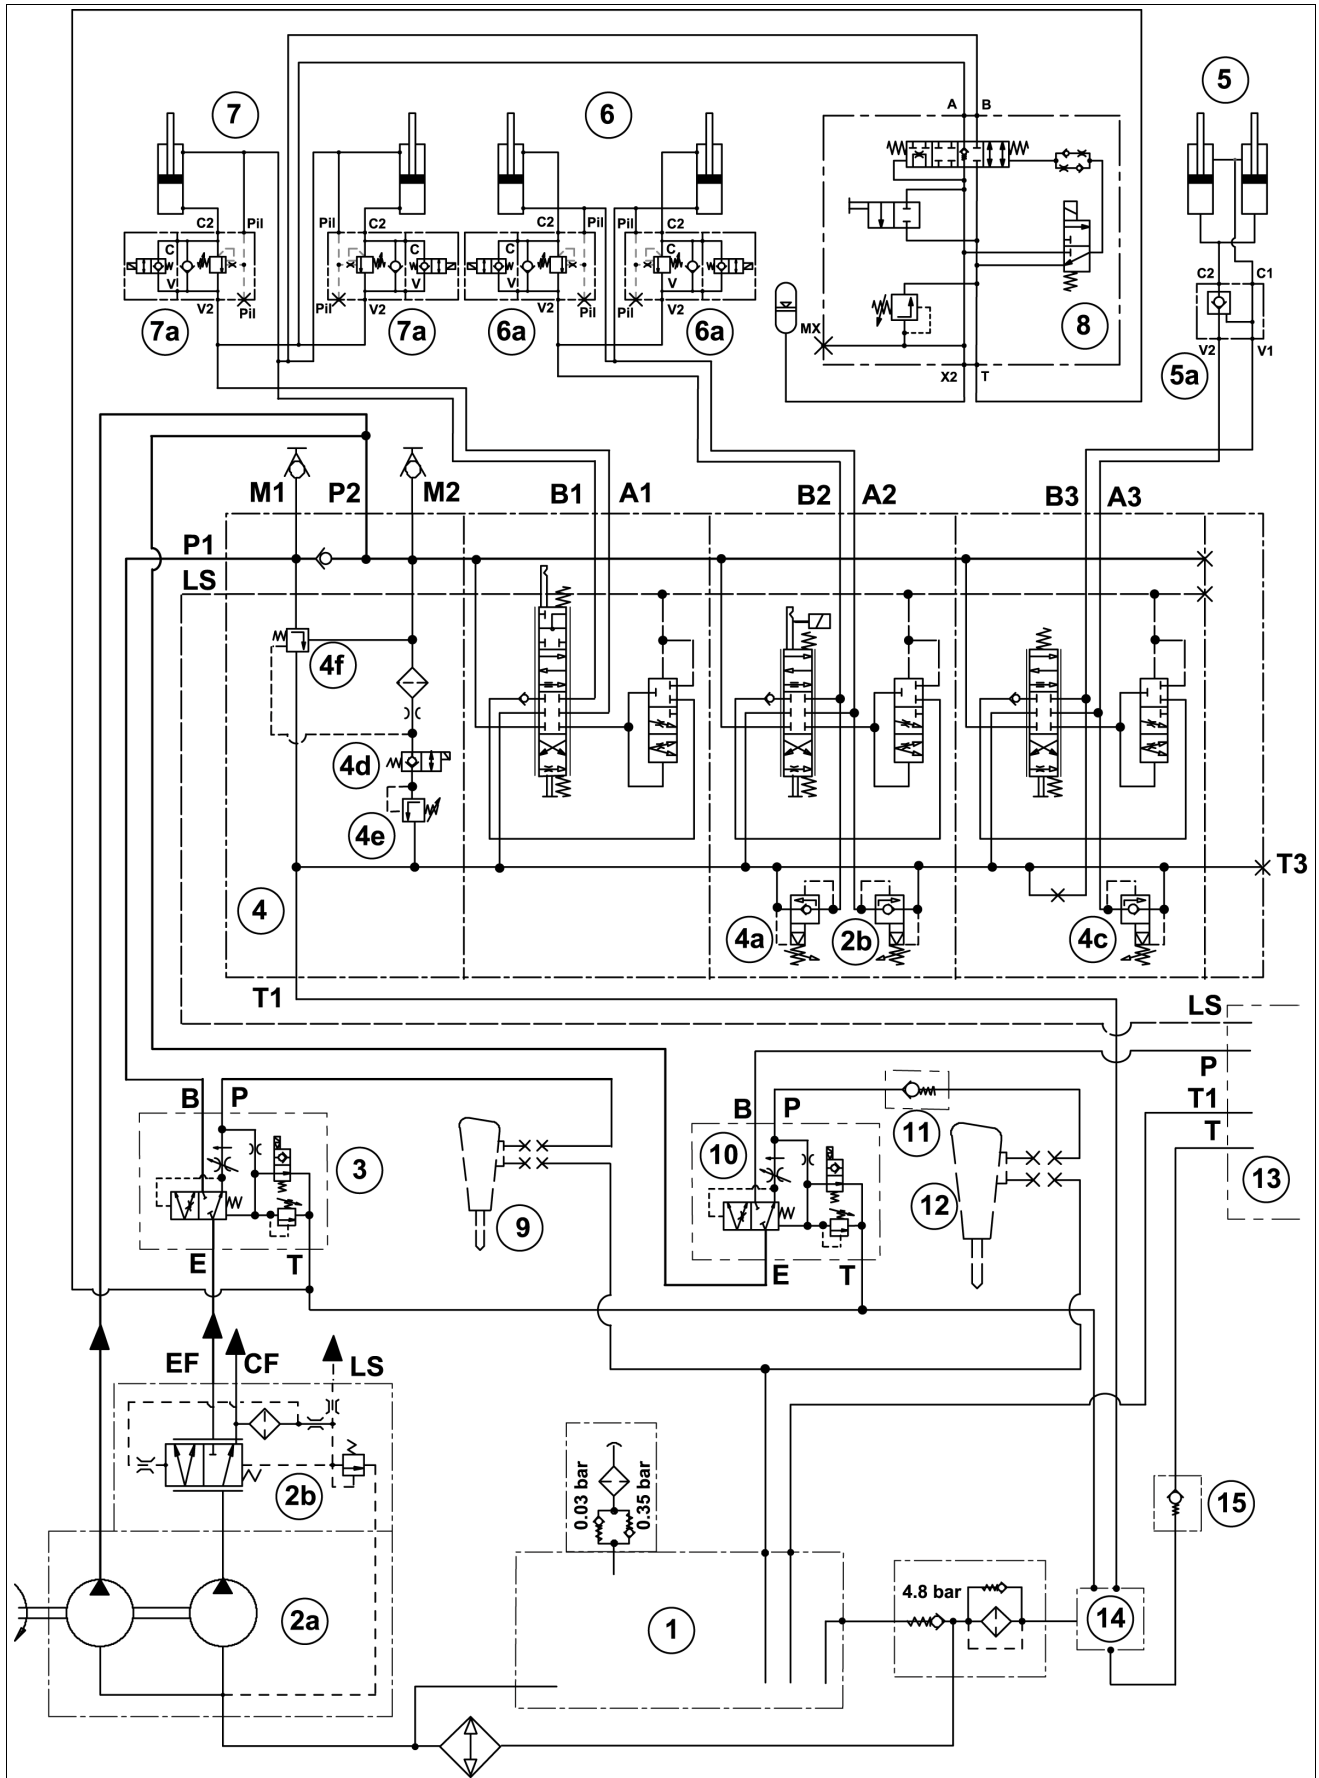 5
A B
7 6
C2 Pil Pil C2 C2 Pil Pil C2
C C C C
V V V V
V2 Pil Pil V2 V2 Pil Pil V2
7a 7a 6a 6a
MX
8
X2 T
C2 C1
V2 V1
5a
M1 P2 M2 B1 A1 B2 A2 B3 A3
P1
LS
4f
4d
4e
T3
4
4a 2b 4c
T1
LS
P
T1
T
13
B P
3
E T
9
B P
11
10
12
E T
EF CF LS
2b
0.03 bar
0.35 bar
15
2a
1
4.8 bar
14